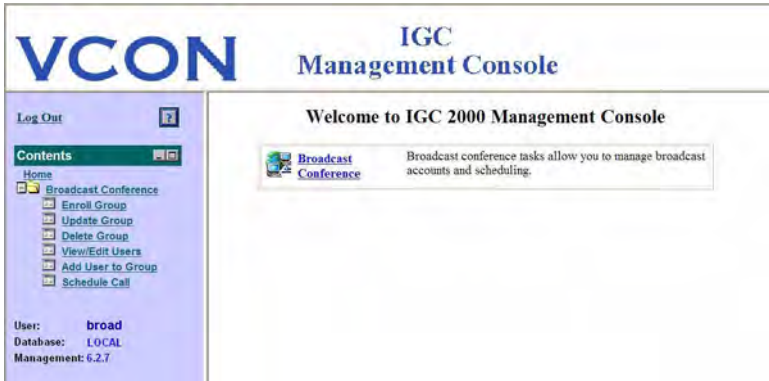 VCON
IGC
Management Console
Log Out
?
Contents
Home
Broadcast Conference
Enroll Group
Update Group
Delete Group
View/Edit Users
Add User to Group
Schedule Call
User: broad
Database: LOCAL
Management: 6.2.7
Welcome to IGC 2000 Management Console
Broadcast
Conference
Broadcast conference tasks allow you to manage broadcast
accounts and scheduling.